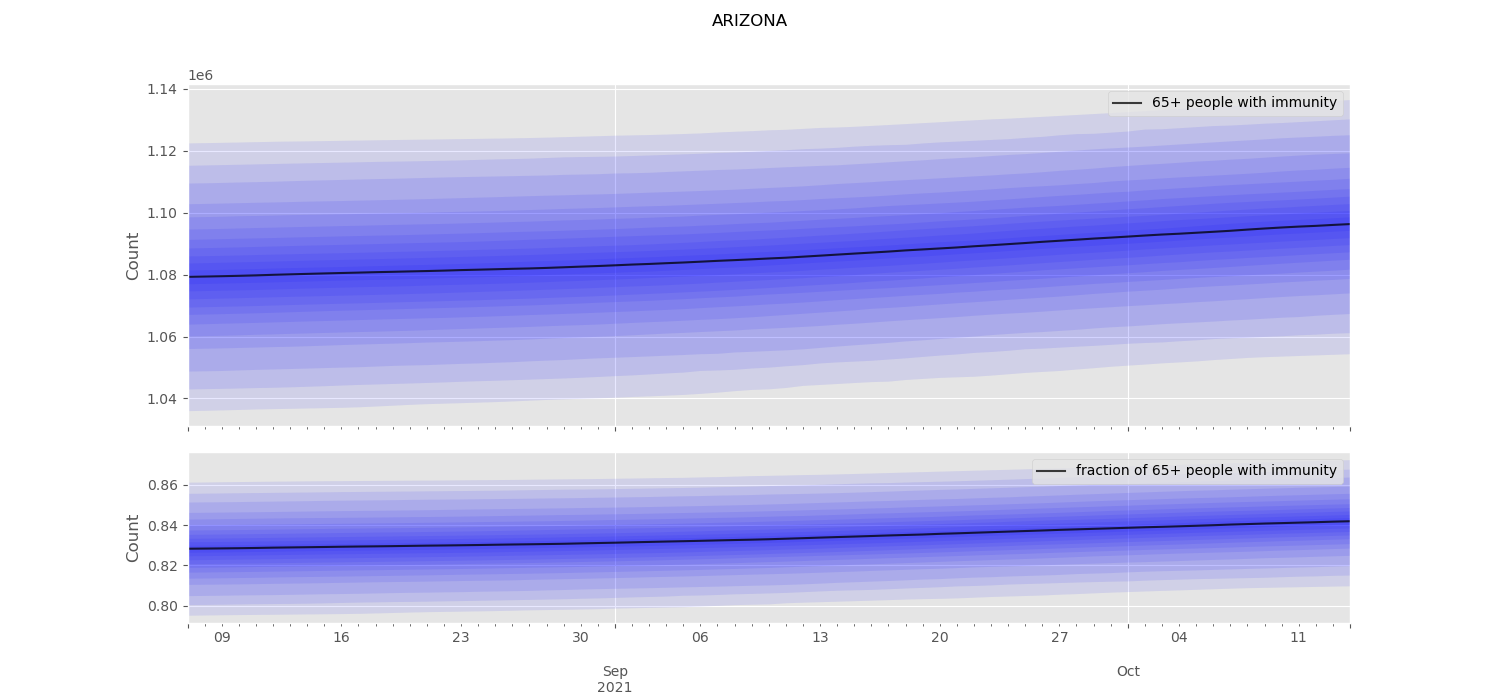 ARIZONA
1e6
1.14
1.12
1.10
1.08
1.06
1.04
Count
65+ people with immunity
0.86
0.84
0.82
0.80
Count
fraction of 65+ people with immunity
09 16 23 30 06 13 20 27 04 11
Sep Oct
2021